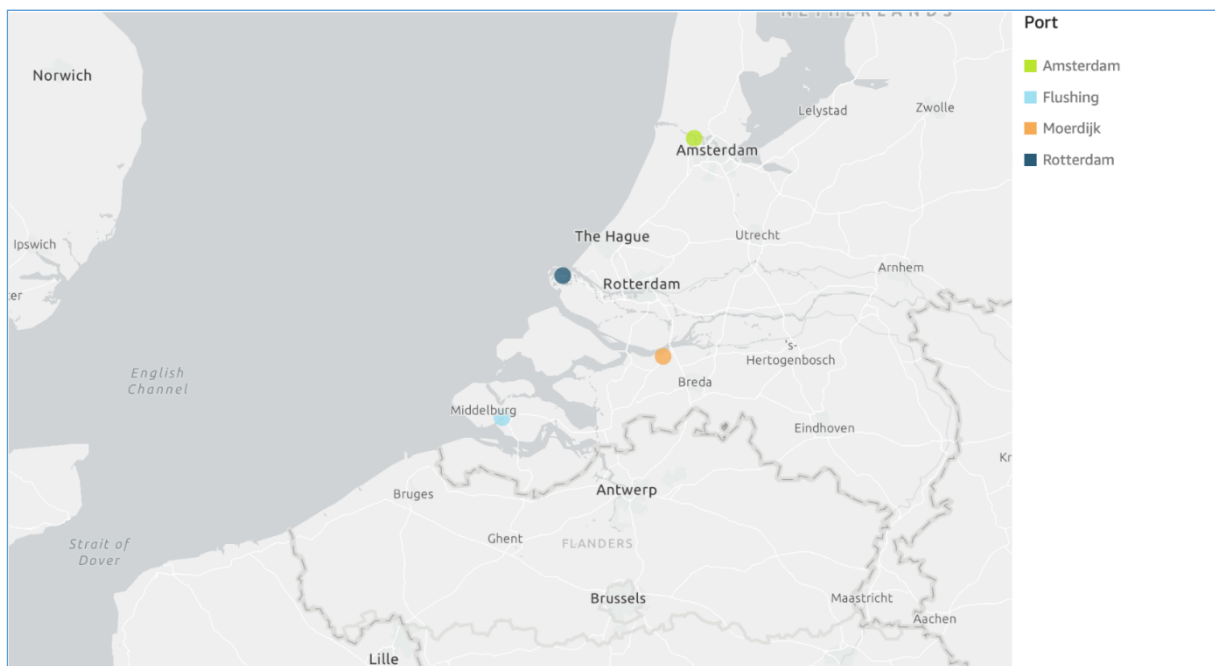 NETHERLANDS
Norwich
Lelystad
Zwolle
Amsterdam
Ipswich
The Hague
Utrecht
Arnhem
Rotterdam
English
Channel
's-
Hertogenbosch
Breda
Middelburg
Eindhoven
Antwerp
Bruges
Ghent
FLANDERS
Strait of
Dover
Brussels
Maastricht
Aachen
Lille
Port
Amsterdam
Flushing
Moerdijk
Rotterdam